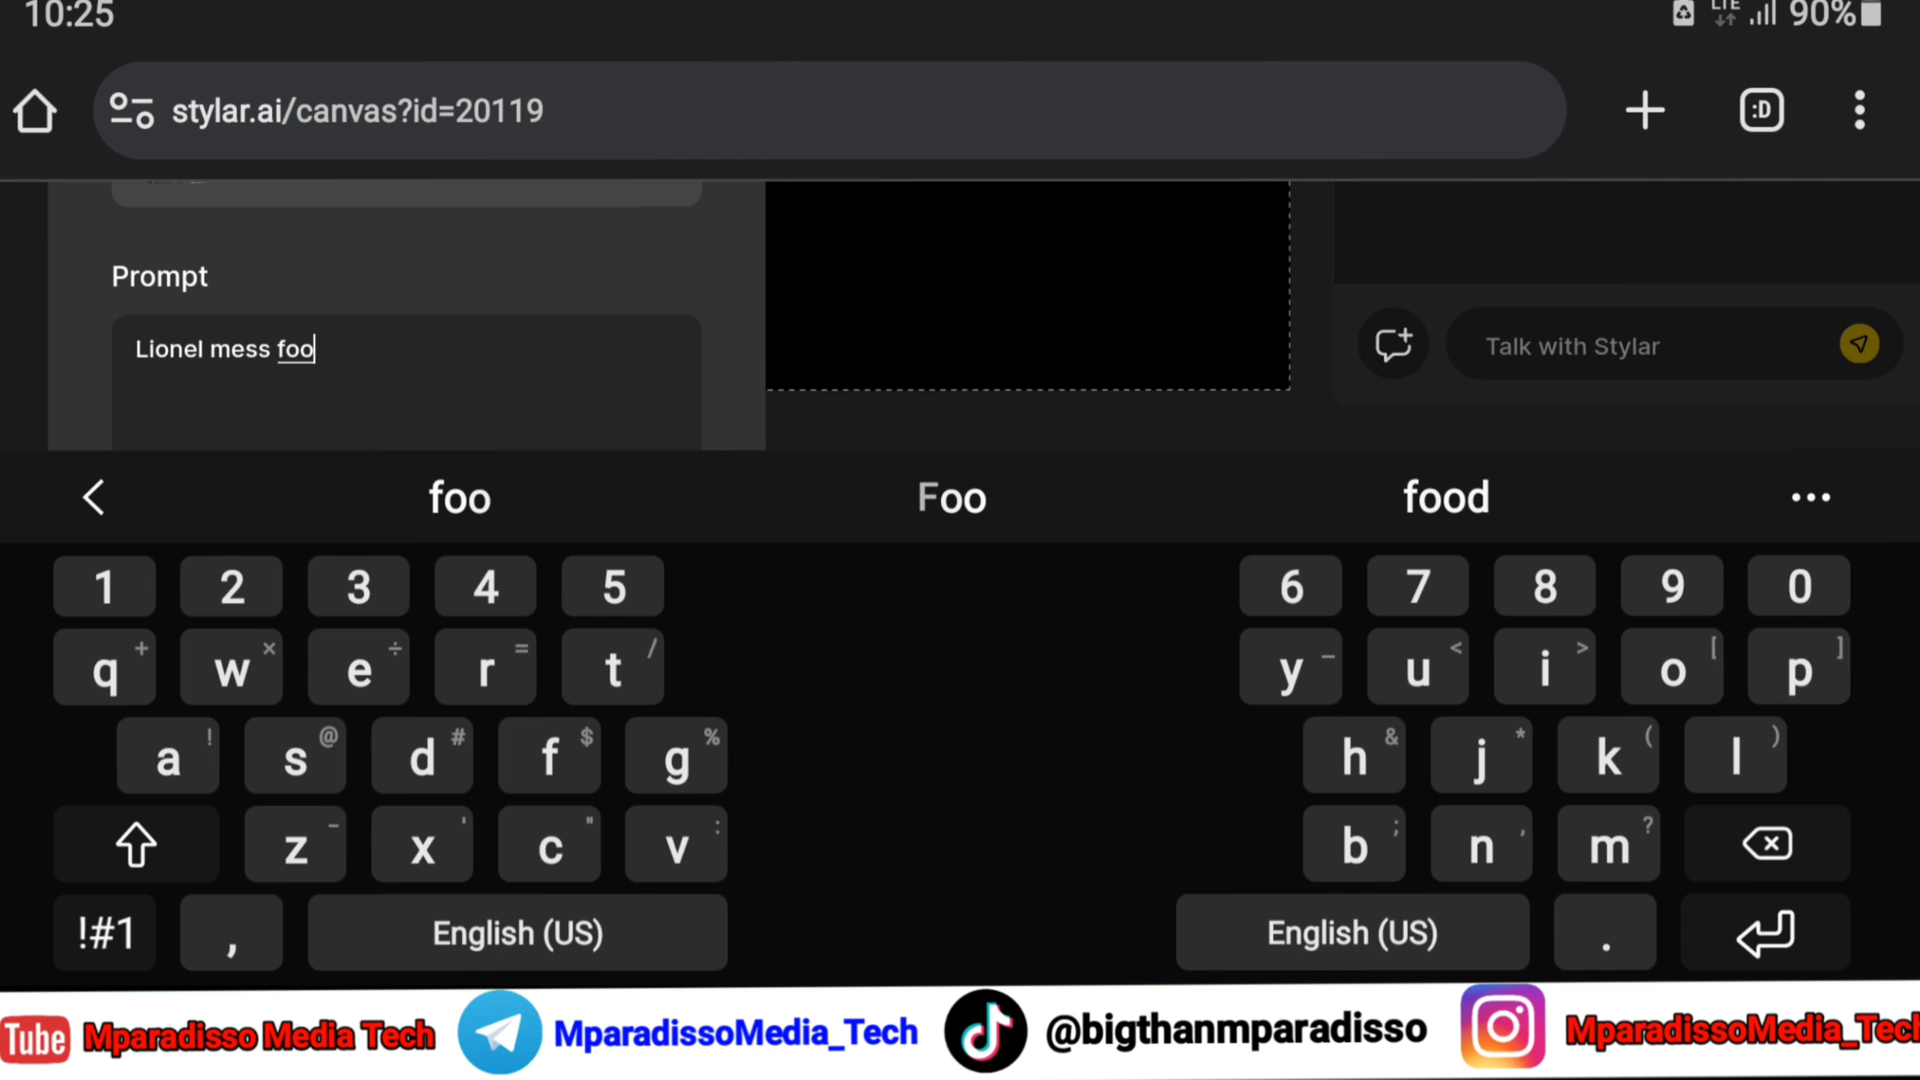 10:25
LTE 90%
stylar.ai/canvas?id=20119
:D
Prompt
Lionel mess foo
Talk with Stylar
foo Foo food
1 2 3 4 5 6 7 8 9 0
q + w × e ÷ r = t / y _ u < i > o [ p ]
a ! s @ d # f $ g % h & j * k ( l )
z - x ' c " v : b ; n , m ?
!#1 , English (US) English (US) .
Tube Mparadisso Media Tech MparadissoMedia_Tech @bigthanmparadisso MparadissoMedia_Tech